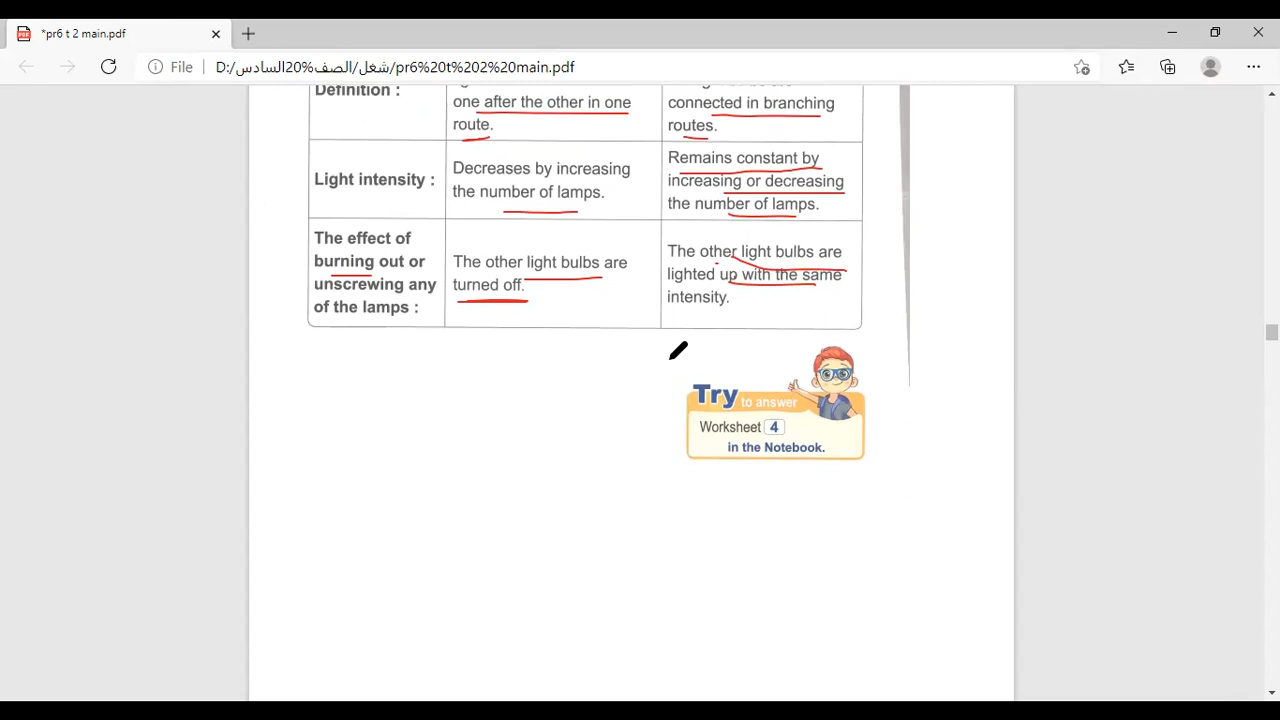 *pr6 t 2 main.pdf
File
D:/شغل/الصف%20السادس/pr6%20t%202%20main.pdf
Definition :
one after the other in one
route.
connected in branching
routes.
Light intensity :
Decreases by increasing
the number of lamps.
Remains constant by
increasing or decreasing
the number of lamps.
The effect of
burning out or
unscrewing any
of the lamps :
The other light bulbs are
turned off.
The other light bulbs are
lighted up with the same
intensity.
Try to answer
Worksheet 4
in the Notebook.